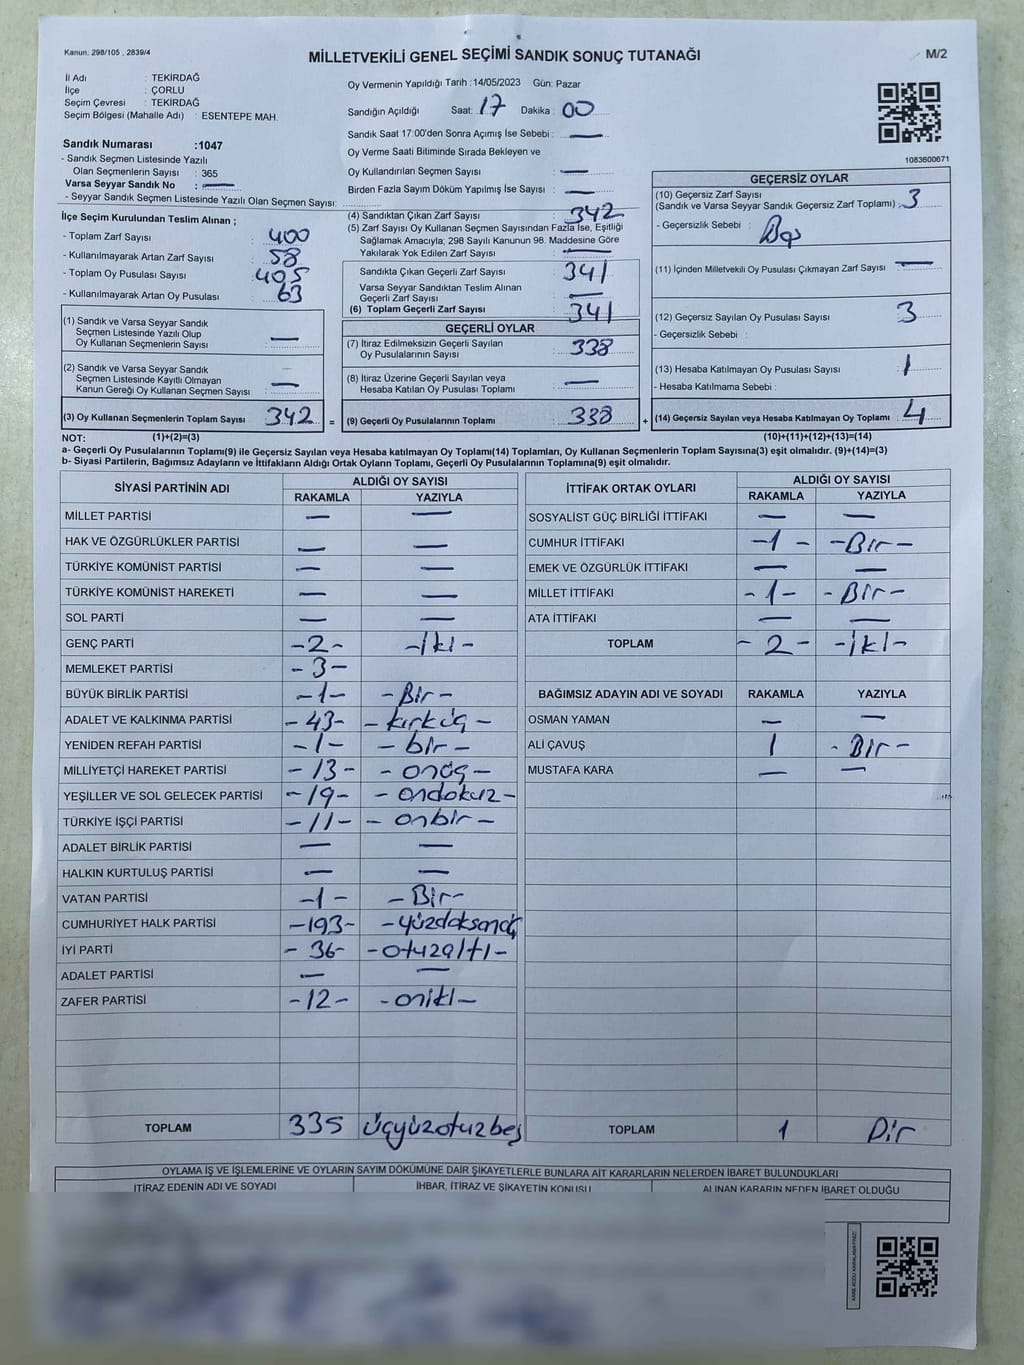 Kanun: 298/105 , 2839/4
MİLLETVEKİLİ GENEL SEÇİMİ SANDIK SONUÇ TUTANAĞI
M/2
İl Adı : TEKİRDAĞ
İlçe : ÇORLU
Seçim Çevresi : TEKİRDAĞ
Seçim Bölgesi (Mahalle Adı) : ESENTEPE MAH.
Oy Vermenin Yapıldığı Tarih : 14/05/2023 Gün: Pazar
Sandığın Açıldığı Saat: 17 Dakika : 00
Sandık Saat 17:00'den Sonra Açımış İse Sebebi : —
Oy Verme Saati Bitiminde Sırada Bekleyen ve
Oy Kullandırılan Seçmen Sayısı : —
Birden Fazla Sayım Döküm Yapılmış İse Sayısı : —
1083600671
Sandık Numarası :1047
- Sandık Seçmen Listesinde Yazılı
Olan Seçmenlerin Sayısı : 365
Varsa Seyyar Sandık No : —
- Seyyar Sandık Seçmen Listesinde Yazılı Olan Seçmen Sayısı:
İlçe Seçim Kurulundan Teslim Alınan ;
- Toplam Zarf Sayısı : 400
- Kullanılmayarak Artan Zarf Sayısı : 58
- Toplam Oy Pusulası Sayısı : 405
- Kullanılmayarak Artan Oy Pusulası : 63
(1) Sandık ve Varsa Seyyar Sandık
Seçmen Listesinde Yazılı Olup
Oy Kullanan Seçmenlerin Sayısı —
(2) Sandık ve Varsa Seyyar Sandık
Seçmen Listesinde Kayıtlı Olmayan
Kanun Gereği Oy Kullanan Seçmen Sayısı —
(3) Oy Kullanan Seçmenlerin Toplam Sayısı 342 =
(4) Sandıktan Çıkan Zarf Sayısı : 342
(5) Zarf Sayısı Oy Kullanan Seçmen Sayısından Fazla İse, Eşitliği
Sağlamak Amacıyla; 298 Sayılı Kanunun 98. Maddesine Göre
Yakılarak Yok Edilen Zarf Sayısı : —
Sandıkta Çıkan Geçerli Zarf Sayısı : 341
Varsa Seyyar Sandıktan Teslim Alınan
Geçerli Zarf Sayısı : —
(6) Toplam Geçerli Zarf Sayısı : 341
GEÇERLİ OYLAR
(7) İtiraz Edilmeksizin Geçerli Sayılan
Oy Pusulalarının Sayısı : 338
(8) İtiraz Üzerine Geçerli Sayılan veya
Hesaba Katılan Oy Pusulası Toplamı : —
(9) Geçerli Oy Pusulalarının Toplamı : 338 +
GEÇERSİZ OYLAR
(10) Geçersiz Zarf Sayısı
(Sandık ve Varsa Seyyar Sandık Geçersiz Zarf Toplamı) : 3
- Geçersizlik Sebebi : Boş
(11) İçinden Milletvekili Oy Pusulası Çıkmayan Zarf Sayısı : —
(12) Geçersiz Sayılan Oy Pusulası Sayısı : 3
- Geçersizlik Sebebi :
(13) Hesaba Katılmayan Oy Pusulası Sayısı : 1
- Hesaba Katılmama Sebebi :
(14) Geçersiz Sayılan veya Hesaba Katılmayan Oy Toplamı : 4
NOT: (1)+(2)=(3) (10)+(11)+(12)+(13)=(14)
a- Geçerli Oy Pusulalarının Toplamı(9) ile Geçersiz Sayılan veya Hesaba katılmayan Oy Toplamı(14) Toplamları, Oy Kullanan Seçmenlerin Toplam Sayısına(3) eşit olmalıdır. (9)+(14)=(3)
b- Siyasi Partilerin, Bağımsız Adayların ve İttifakların Aldığı Ortak Oyların Toplamı, Geçerli Oy Pusulalarının Toplamına(9) eşit olmalıdır.
SİYASİ PARTİNİN ADI ALDIĞI OY SAYISI
RAKAMLA YAZIYLA
MİLLET PARTİSİ — —
HAK VE ÖZGÜRLÜKLER PARTİSİ — —
TÜRKİYE KOMÜNİST PARTİSİ — —
TÜRKİYE KOMÜNİST HAREKETİ — —
SOL PARTİ — —
GENÇ PARTİ -2- -iki-
MEMLEKET PARTİSİ -3-
BÜYÜK BİRLİK PARTİSİ -1- -Bir-
ADALET VE KALKINMA PARTİSİ -43- -kırküç-
YENİDEN REFAH PARTİSİ -1- -bir-
MİLLİYETÇİ HAREKET PARTİSİ -13- -onüç-
YEŞİLLER VE SOL GELECEK PARTİSİ -19- -ondokuz-
TÜRKİYE İŞÇİ PARTİSİ -11- -onbir-
ADALET BİRLİK PARTİSİ — —
HALKIN KURTULUŞ PARTİSİ — —
VATAN PARTİSİ -1- -Bir-
CUMHURİYET HALK PARTİSİ -193- -yüzdoksanüç
İYİ PARTİ -36- -otuzaltı-
ADALET PARTİSİ — —
ZAFER PARTİSİ -12- -oniki-
TOPLAM 335 üçyüzotuzbeş
İTTİFAK ORTAK OYLARI ALDIĞI OY SAYISI
RAKAMLA YAZIYLA
SOSYALİST GÜÇ BİRLİĞİ İTTİFAKI — —
CUMHUR İTTİFAKI -1- -Bir-
EMEK VE ÖZGÜRLÜK İTTİFAKI — —
MİLLET İTTİFAKI -1- -Bir-
ATA İTTİFAKI — —
TOPLAM -2- -iki-
BAĞIMSIZ ADAYIN ADI VE SOYADI RAKAMLA YAZIYLA
OSMAN YAMAN — —
ALİ ÇAVUŞ 1 -Bir-
MUSTAFA KARA — —
TOPLAM 1 Bir
OYLAMA İŞ VE İŞLEMLERİNE VE OYLARIN SAYIM DÖKÜMÜNE DAİR ŞİKAYETLERLE BUNLARA AİT KARARLARIN NELERDEN İBARET BULUNDUKLARI
İTİRAZ EDENİN ADI VE SOYADI İHBAR, İTİRAZ VE ŞİKAYETİN KONUSU ALINAN KARARIN NEDEN İBARET OLDUĞU